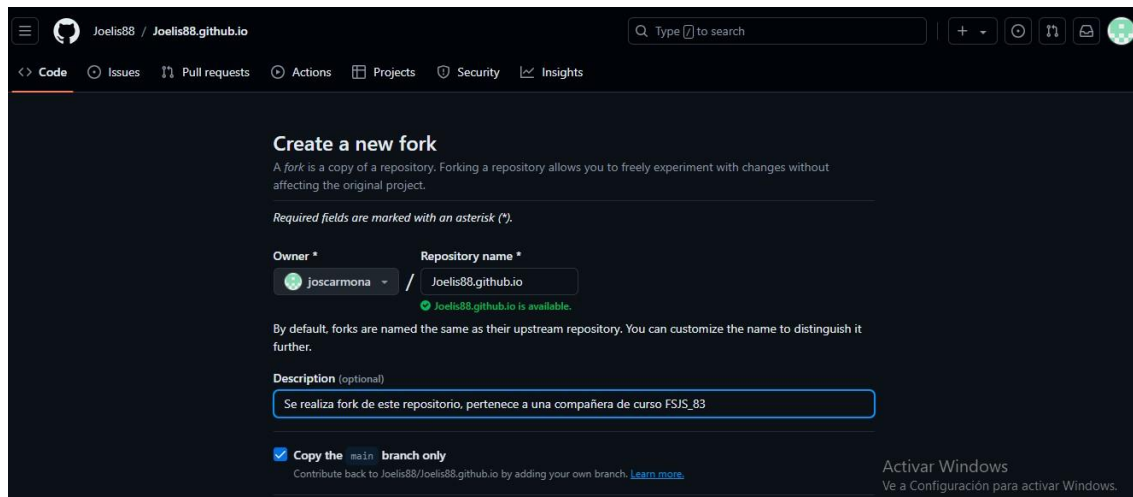 Joelis88 / Joelis88.github.io
Type / to search
<> Code Issues Pull requests Actions Projects Security Insights
Create a new fork
A fork is a copy of a repository. Forking a repository allows you to freely experiment with changes without
affecting the original project.
Required fields are marked with an asterisk (*).
Owner * Repository name *
joscarmona / Joelis88.github.io
Joelis88.github.io is available.
By default, forks are named the same as their upstream repository. You can customize the name to distinguish it
further.
Description (optional)
Se realiza fork de este repositorio, pertenece a una compañera de curso FSJS_83
Copy the main branch only
Contribute back to Joelis88/Joelis88.github.io by adding your own branch. Learn more.
Activar Windows
Ve a Configuración para activar Windows.